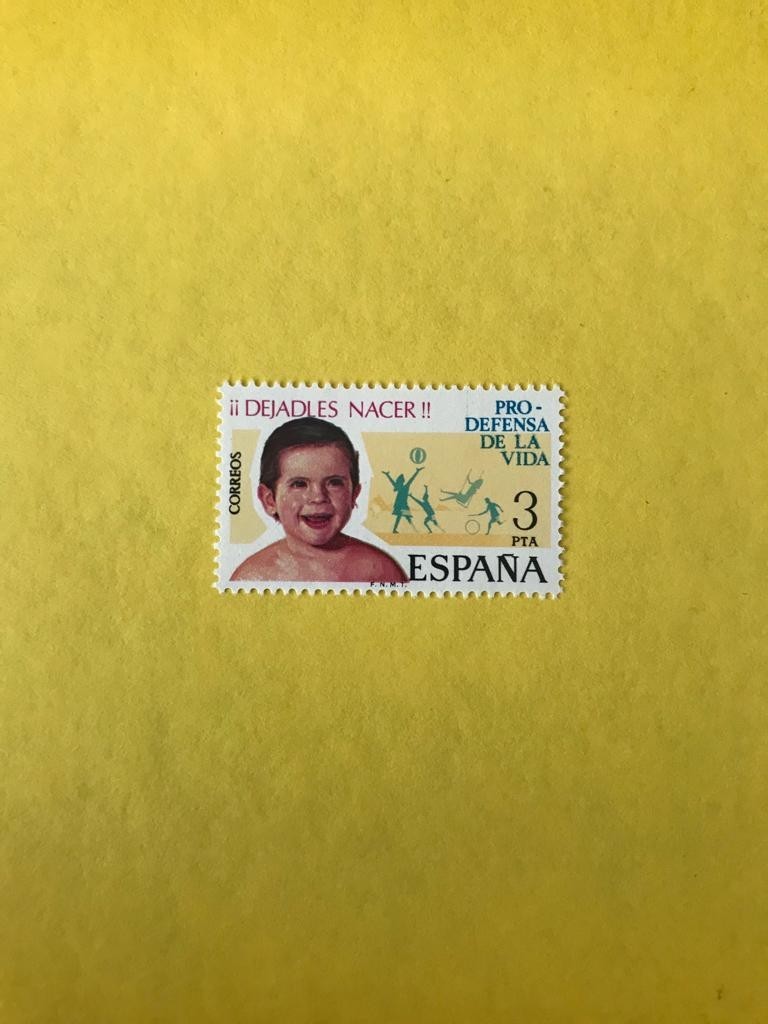 ¡¡ DEJADLES NACER !!
PRO-
DEFENSA
DE LA
VIDA
CORREOS
3
PTA
ESPAÑA
F. N. M. T.